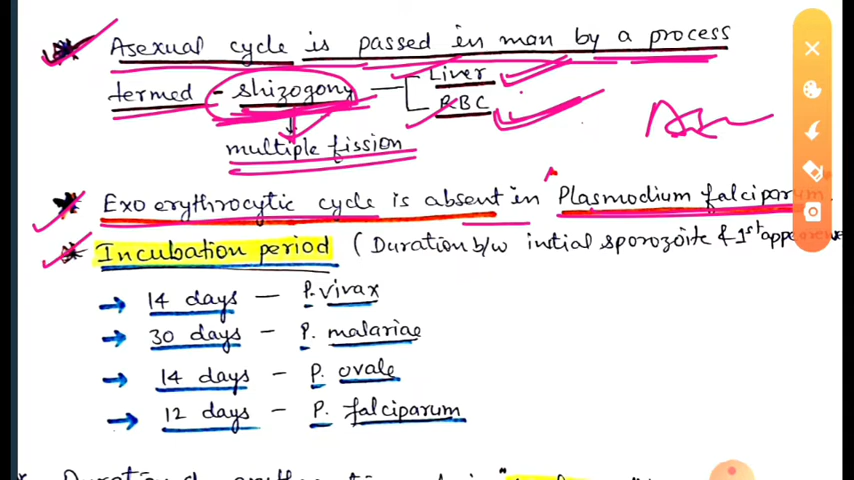 Asexual cycle is passed in man by a process
termed - shizogony - Liver
RBC
multiple fission
Exo erythrocytic cycle is absent in Plasmodium falciparum.
Incubation period (Duration b/w initial sporozoite & 1st appearence
14 days - P. vivax
30 days - P. malariae
14 days - P. ovale
12 days - P. falciparum